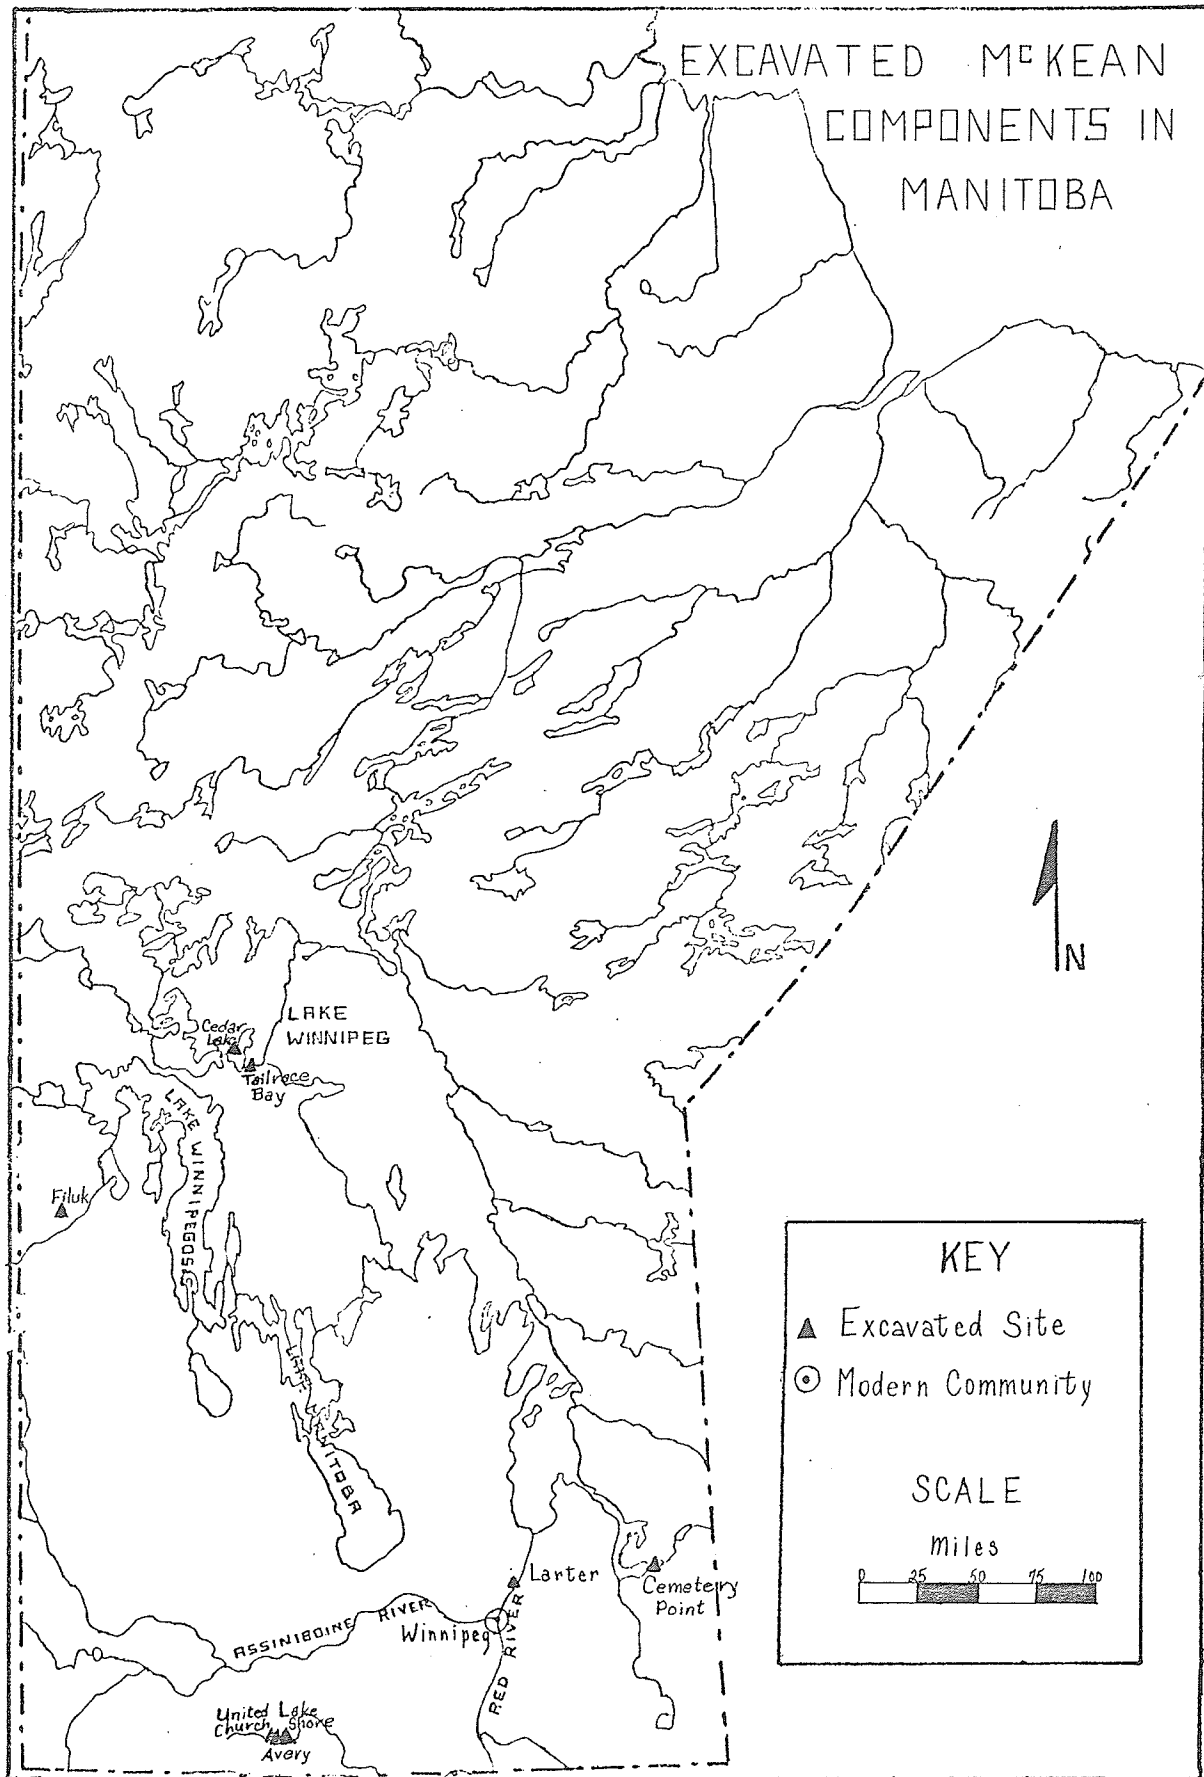 EXCAVATED McKEAN
COMPONENTS IN
MANITOBA
N
LAKE
WINNIPEG
Cedar
Lake
Tailrace
Bay
LAKE WINNIPEGOSIS
Filuk
LAKE
MANITOBA
Larter
Cemetery
Point
ASSINIBOINE RIVER
Winnipeg
RED RIVER
United Lake
Church Shore
Avery
KEY
Excavated Site
Modern Community
SCALE
Miles
0 25 50 75 100